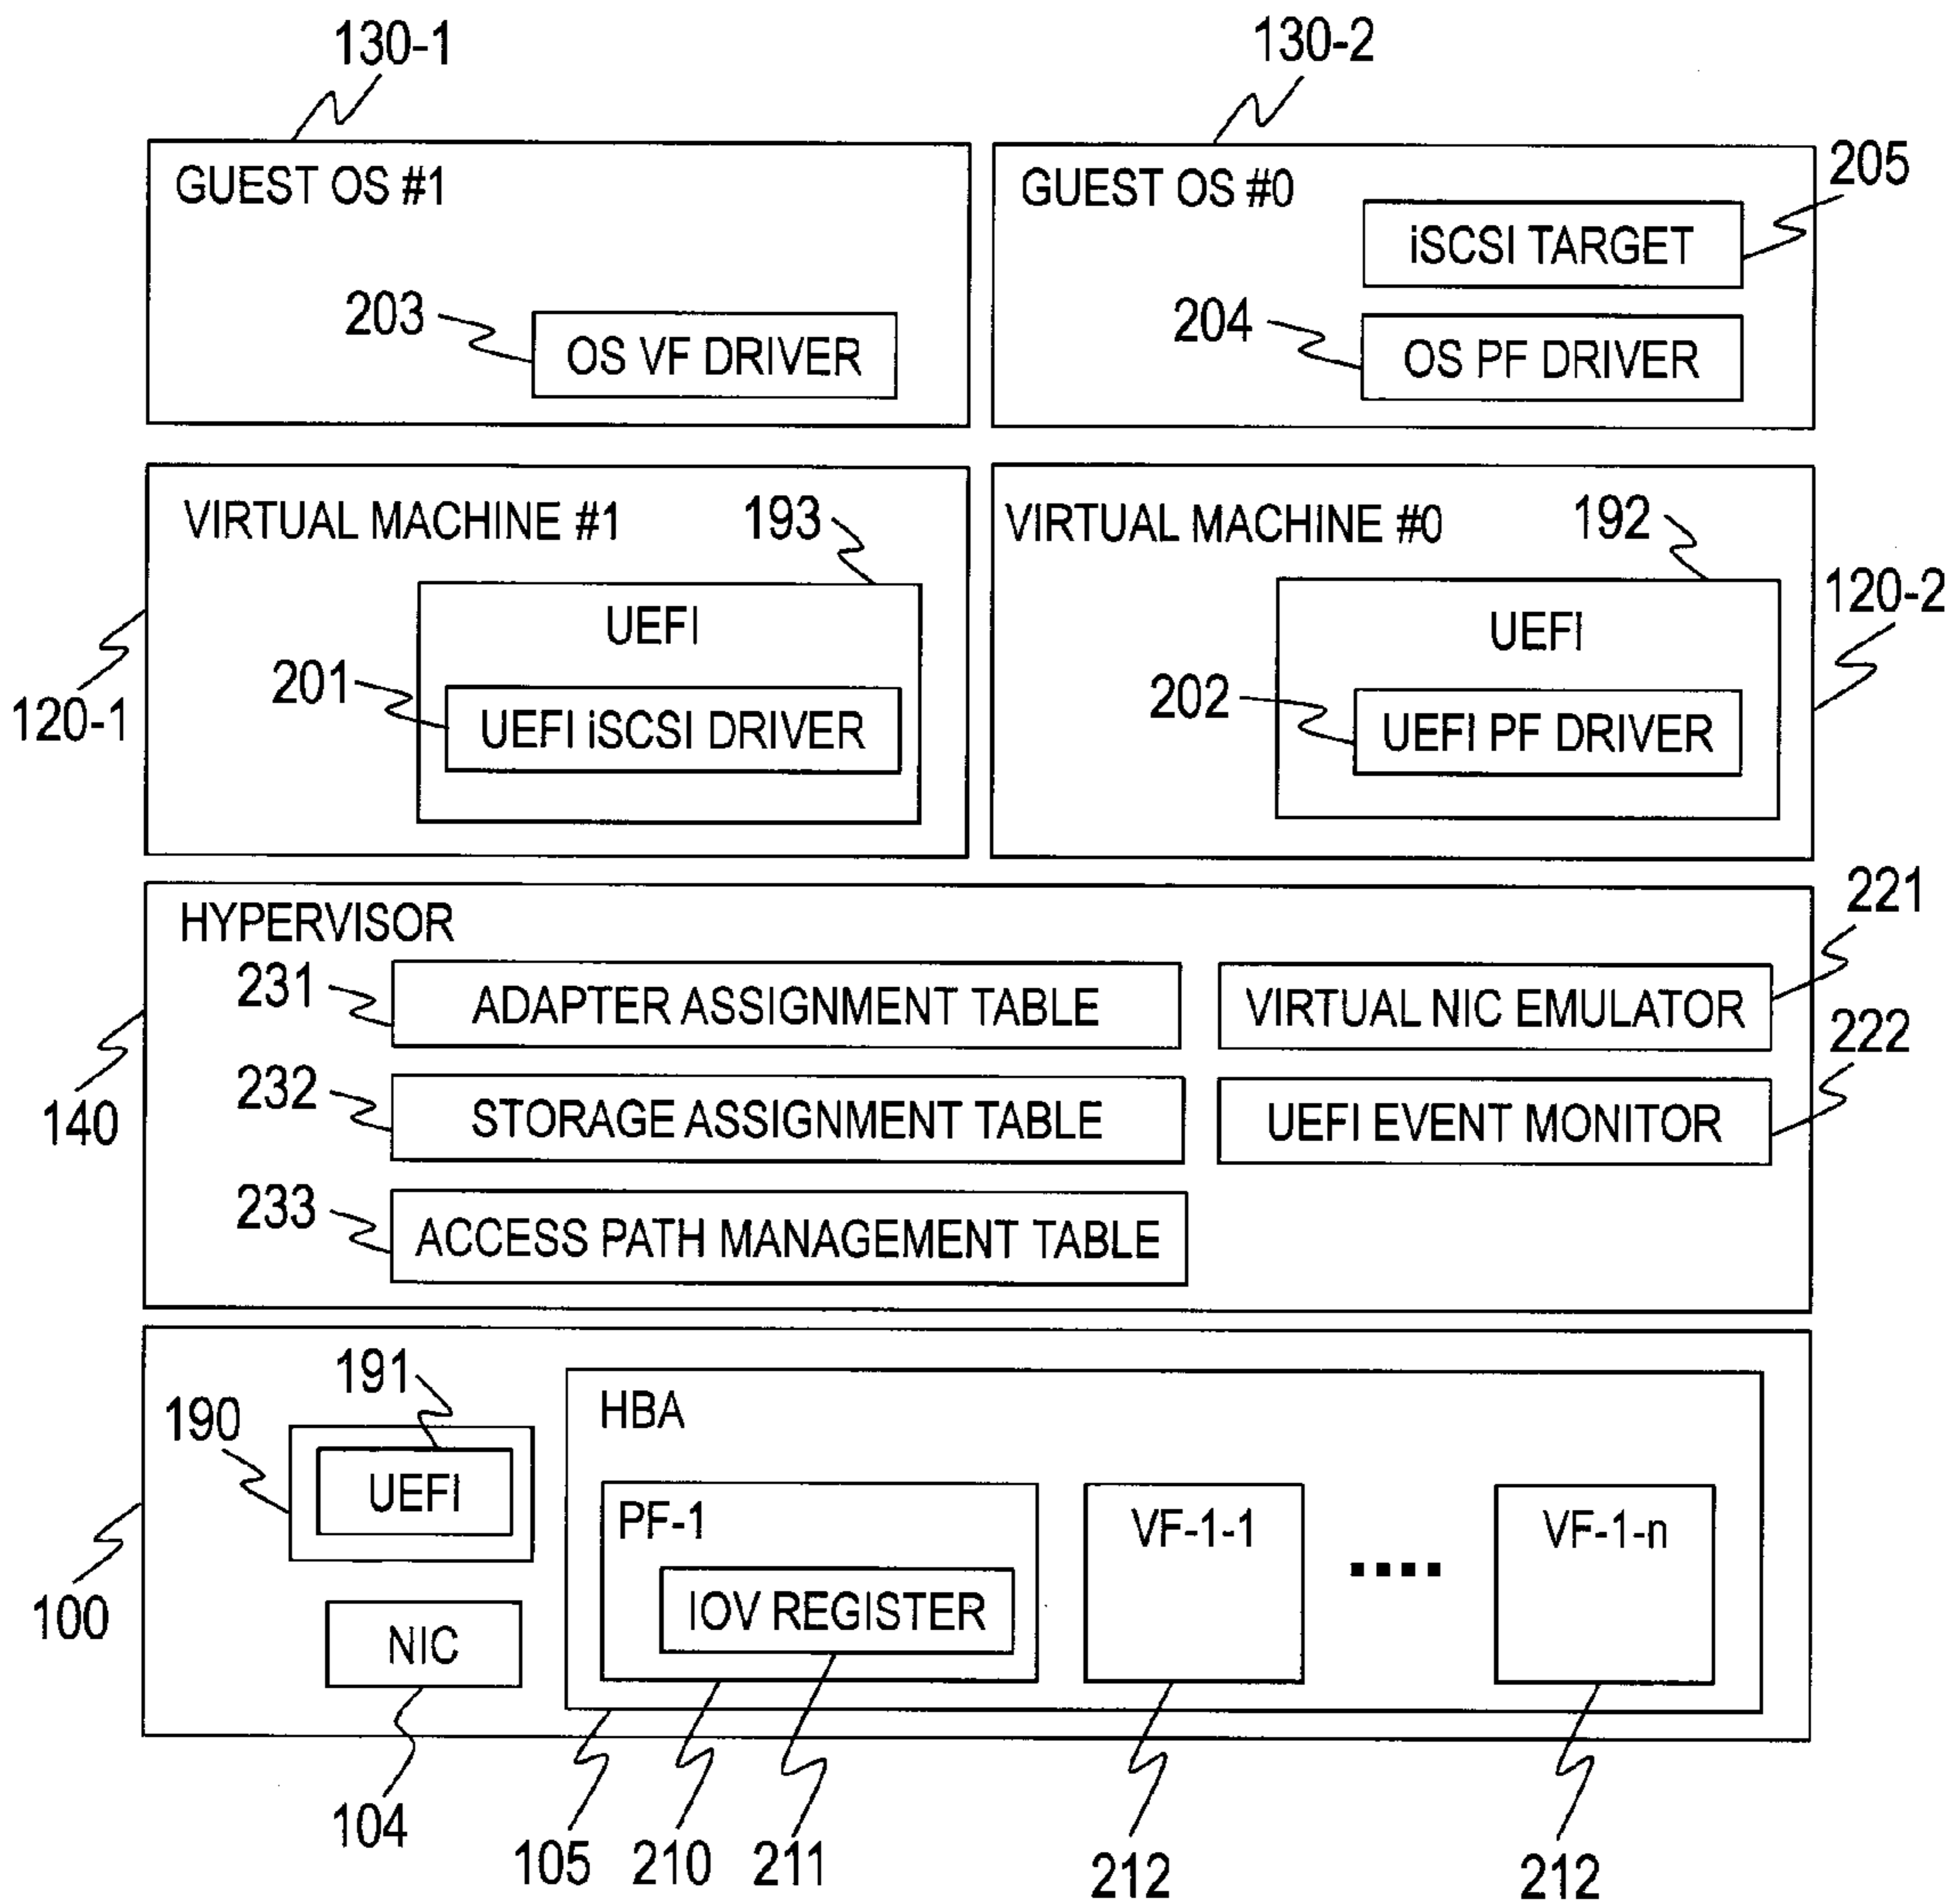 130-1
130-2
GUEST OS #1
GUEST OS #0
205
iSCSI TARGET
203
OS VF DRIVER
204
OS PF DRIVER
VIRTUAL MACHINE #1
193
VIRTUAL MACHINE #0
192
120-2
UEFI
UEFI
201
UEFI iSCSI DRIVER
202
UEFI PF DRIVER
120-1
221
HYPERVISOR
231
ADAPTER ASSIGNMENT TABLE
VIRTUAL NIC EMULATOR
222
232
STORAGE ASSIGNMENT TABLE
UEFI EVENT MONITOR
140
233
ACCESS PATH MANAGEMENT TABLE
191
190
HBA
UEFI
PF-1
VF-1-1
....
VF-1-n
IOV REGISTER
100
NIC
104
105
210
211
212
212